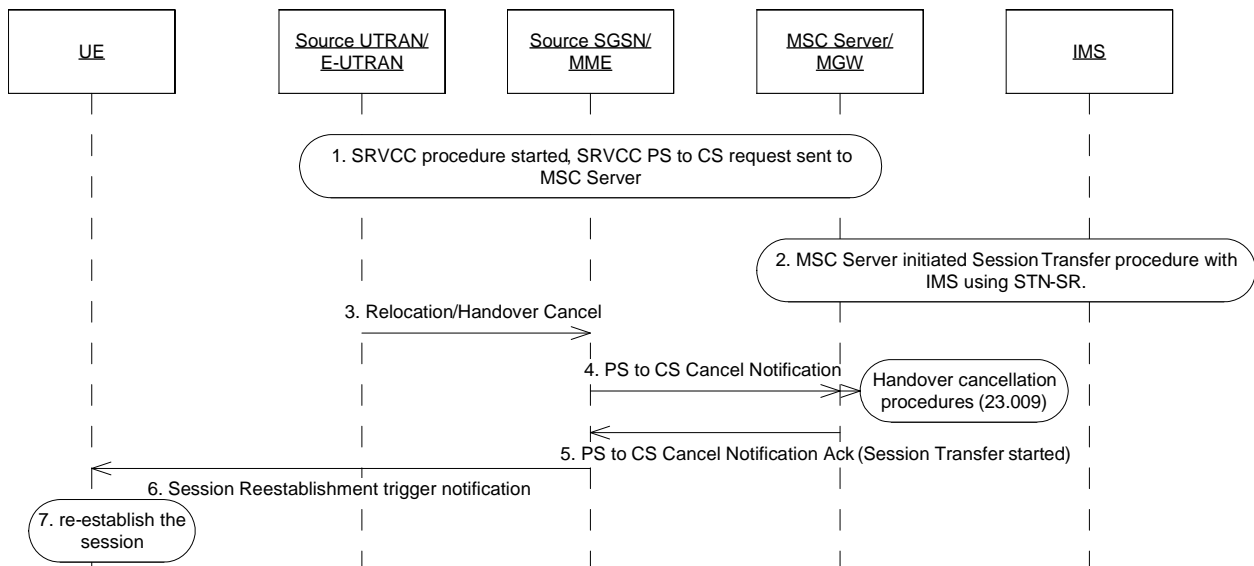 UE
Source UTRAN/
E-UTRAN
Source SGSN/
MME
MSC Server/
MGW
IMS
1. SRVCC procedure started, SRVCC PS to CS request sent to
MSC Server
2. MSC Server initiated Session Transfer procedure with
IMS using STN-SR.
3. Relocation/Handover Cancel
4. PS to CS Cancel Notification
Handover cancellation
procedures (23.009)
5. PS to CS Cancel Notification Ack (Session Transfer started)
6. Session Reestablishment trigger notification
7. re-establish the
session